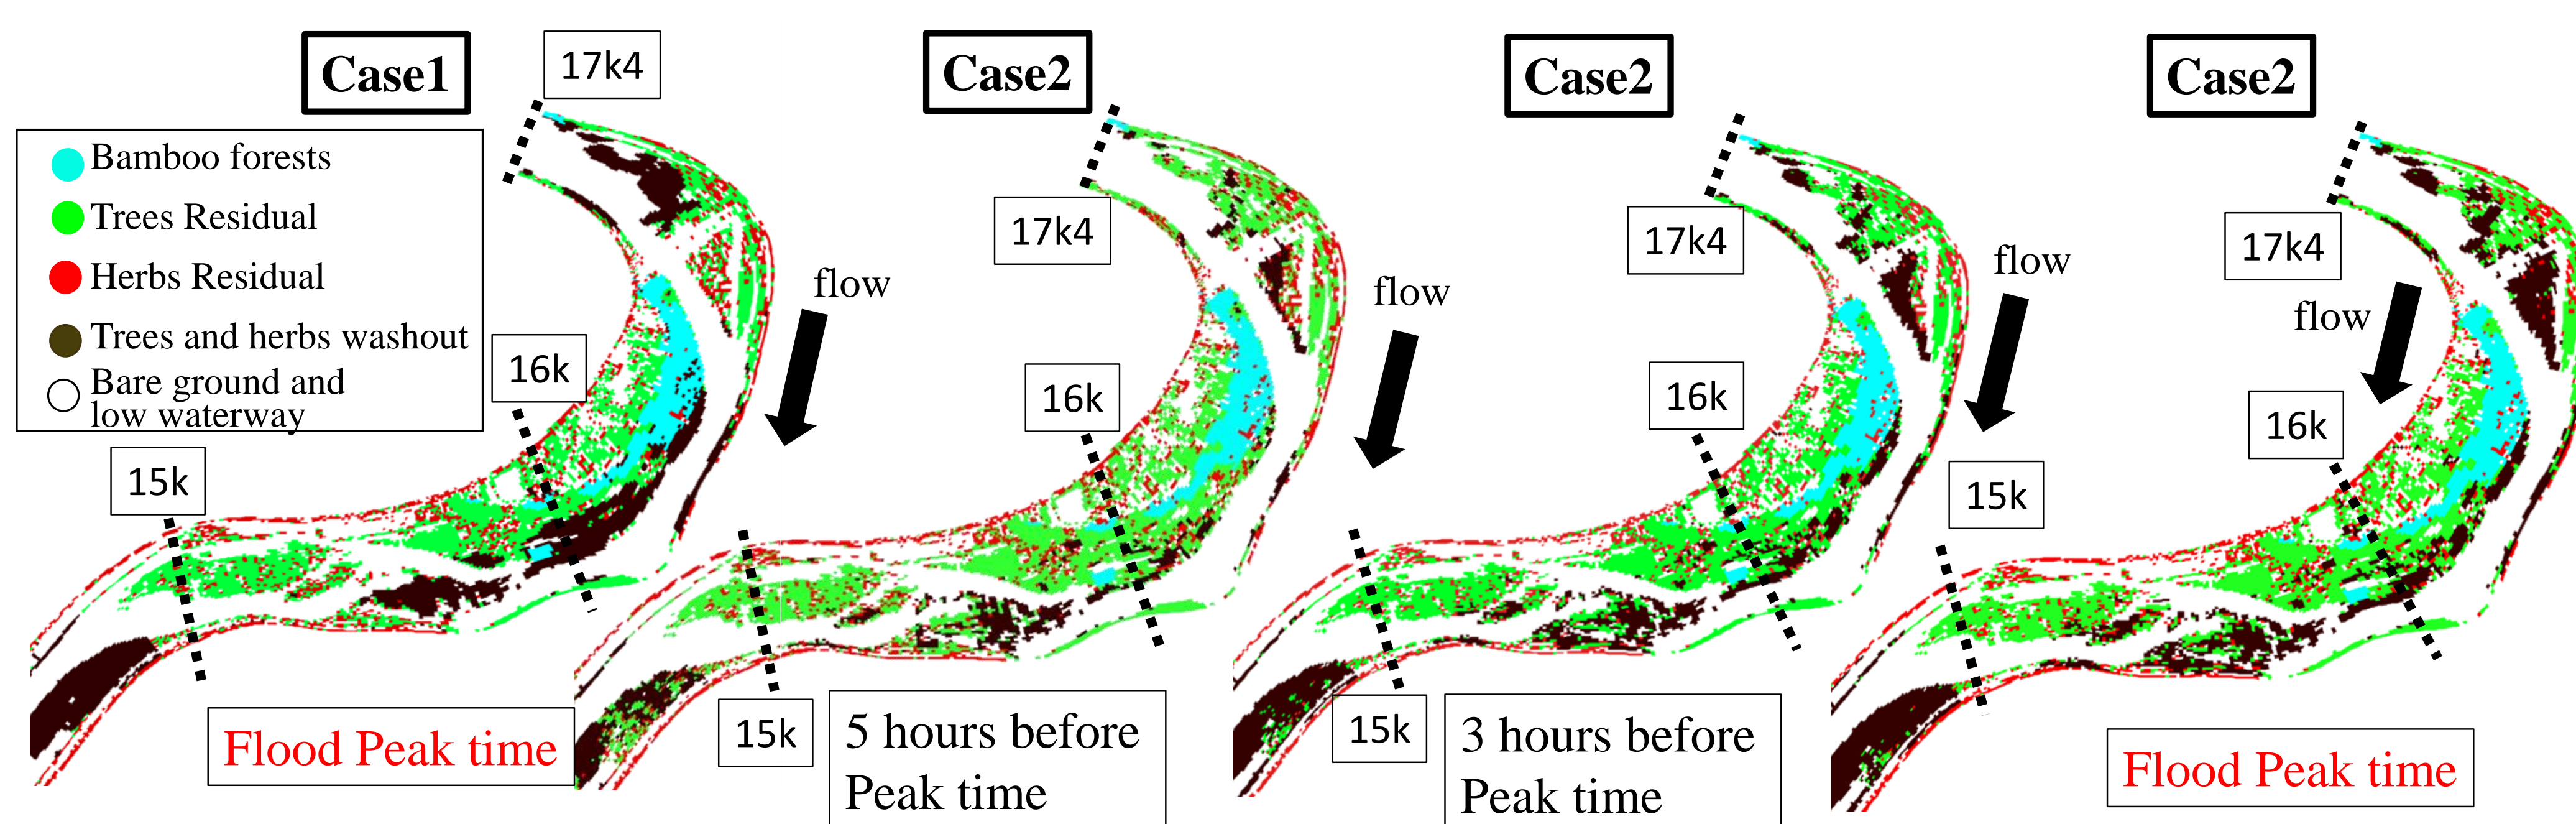 Case1
17k4
Bamboo forests
Trees Residual
Herbs Residual
Trees and herbs washout
Bare ground and
low waterway
16k
15k
flow
Flood Peak time
Case2
17k4
16k
flow
15k
5 hours before
Peak time
Case2
17k4
16k
flow
15k
3 hours before
Peak time
Case2
17k4
flow
16k
15k
Flood Peak time